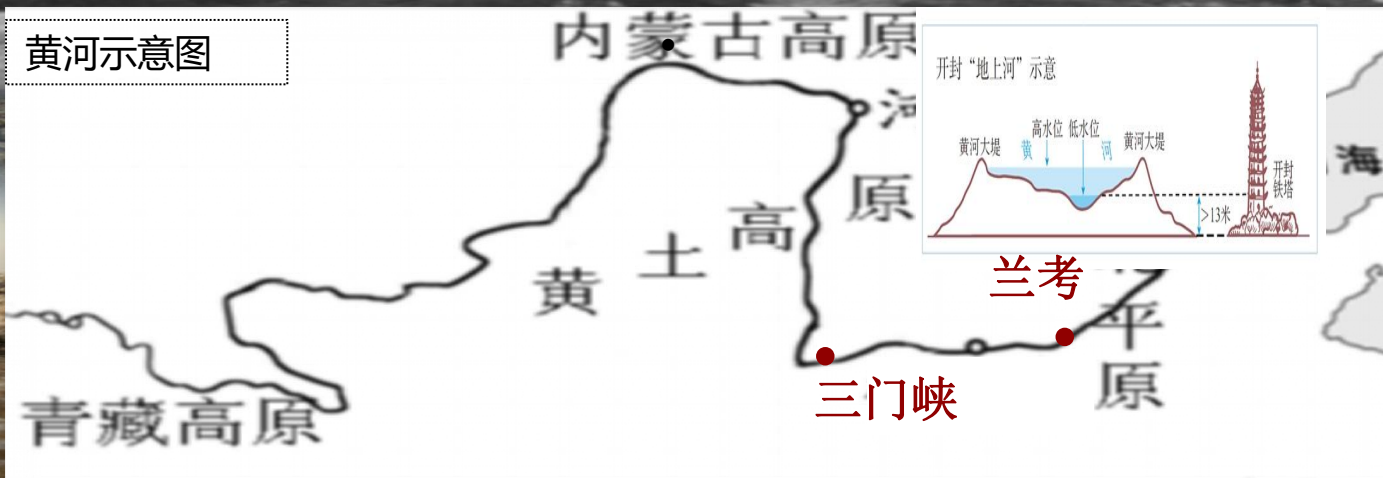 黄河示意图
内蒙古高原
河
原
黄土高
青藏高原
三门峡
兰考
平
原
海
开封“地上河”示意
黄河大堤
高水位
低水位
黄河大堤
黄
河
开封
铁塔
>13米